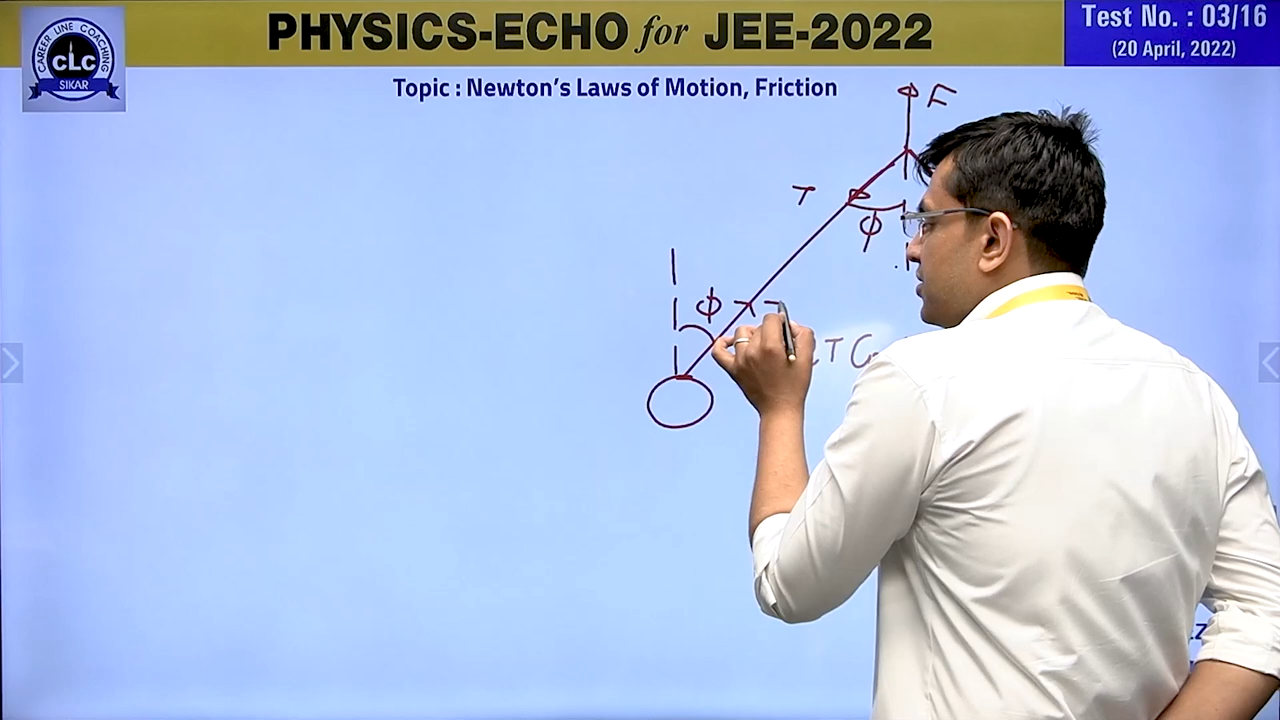 PHYSICS-ECHO for JEE-2022
Test No. : 03/16
(20 April, 2022)
CAREER LINE COACHING
CLC
SIKAR
Topic : Newton's Laws of Motion, Friction
F
T
ϕ
ϕ
T